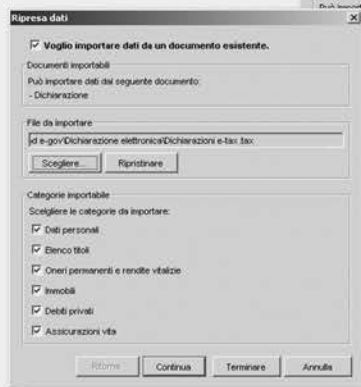 Ripresa dati
Voglio importare dati da un documento esistente.
Documenti importabili
Può importare dati dal seguente documento:
- Dichiarazione
File da importare
e-gov\Dichiarazione elettronica\Dichiarazioni e-tax.tax
Scegliere...
Ripristinare
Categorie importabile
Scelgliere le categorie da importare:
Dati personali
Elenco titoli
Oneri permanenti e rendite vitalizie
Immobili
Debiti privati
Assicurazioni vita
Ritorna
Continua
Terminare
Annulla